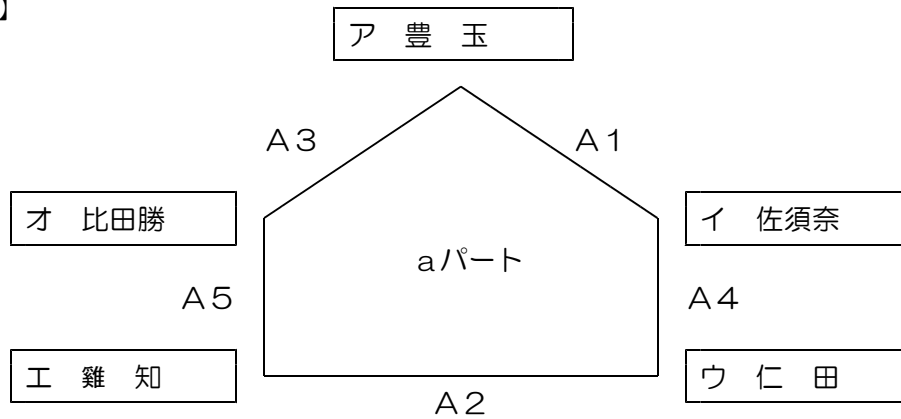 】
ア 豊 玉
A3
A1
オ 比田勝
イ 佐須奈
aパート
A5
A4
エ 雞 知
ウ 仁 田
A2